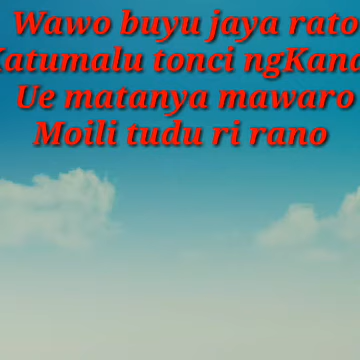 Wawo buyu jaya rato
Katumalu tonci ngKana
Ue matanya mawaro
Moili tudu ri rano